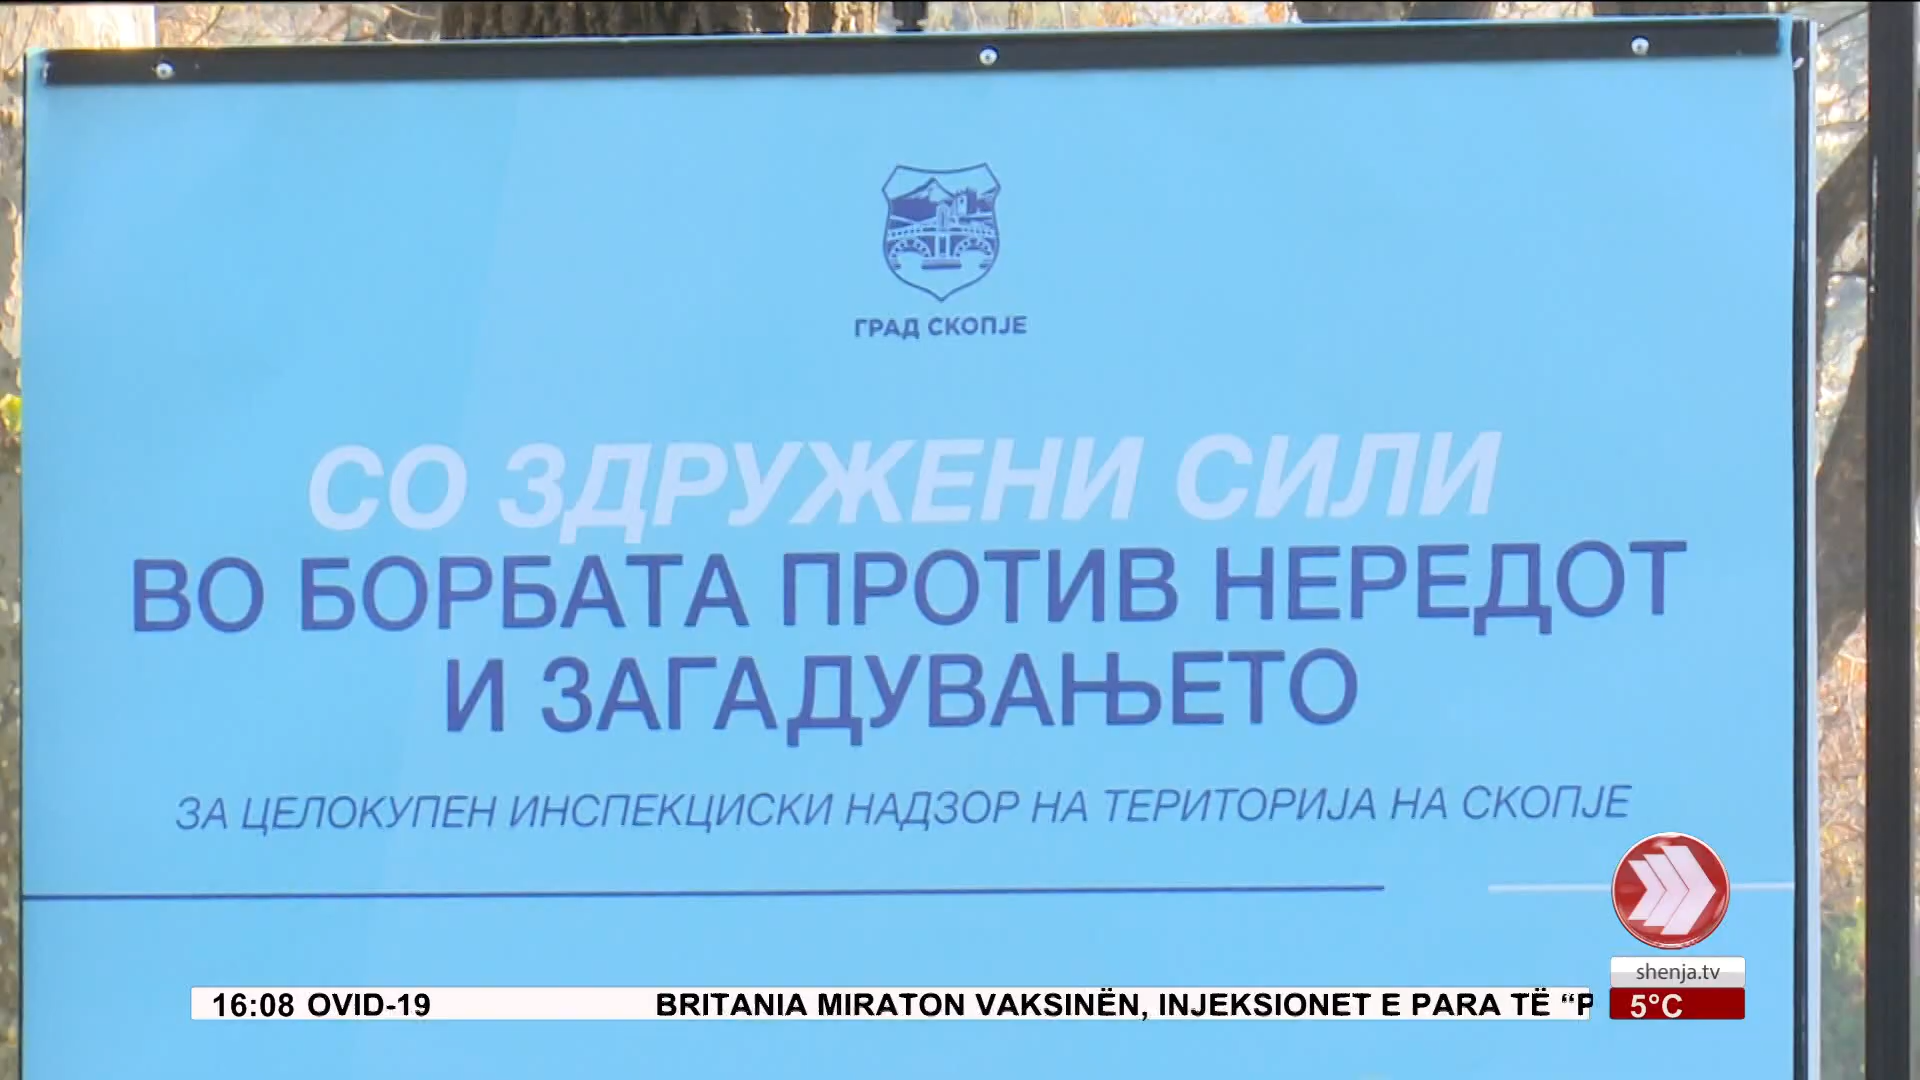 ГРАД СКОПЈЕ
СО ЗДРУЖЕНИ СИЛИ
ВО БОРБАТА ПРОТИВ НЕРЕДОТ
И ЗАГАДУВАЊЕТО
ЗА ЦЕЛОКУПЕН ИНСПЕКЦИСКИ НАДЗОР НА ТЕРИТОРИЈА НА СКОПЈЕ
shenja.tv
16:08 OVID-19 BRITANIA MIRATON VAKSINËN, INJEKSIONET E PARA TË “P
5°C